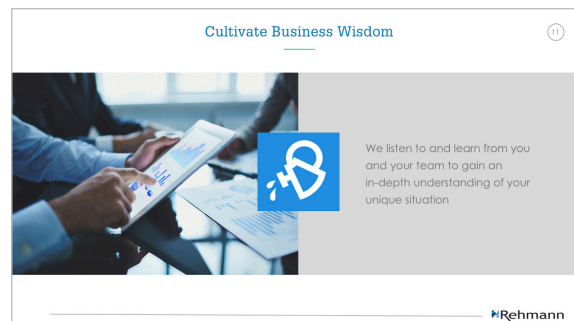 Cultivate Business Wisdom
11
We listen to and learn from you
and your team to gain an
in-depth understanding of your
unique situation
Rehmann